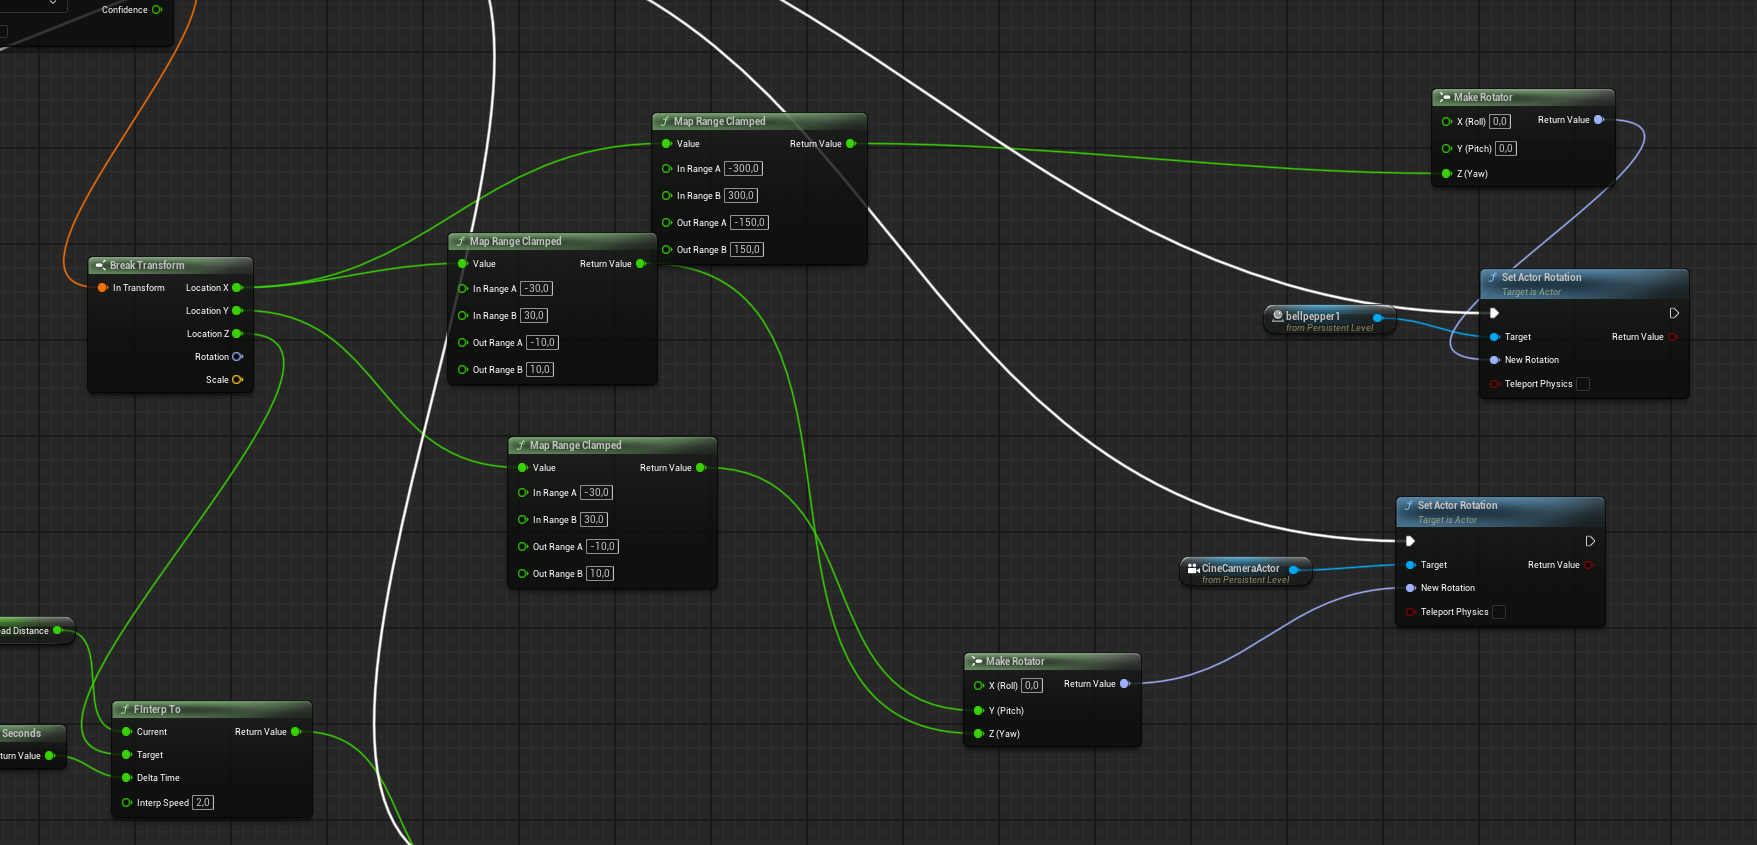 Confidence
Map Range Clamped
Value
Return Value
In Range A -300,0
In Range B 300,0
Out Range A -150,0
Out Range B 150,0
Make Rotator
X (Roll) 0,0
Return Value
Y (Pitch) 0,0
Z (Yaw)
Map Range Clamped
Value
Return Value
In Range A -30,0
In Range B 30,0
Out Range A -10,0
Out Range B 10,0
Break Transform
In Transform
Location X
Location Y
Location Z
Rotation
Scale
bellpepper1
from Persistent Level
Set Actor Rotation
Target is Actor
Target
Return Value
New Rotation
Teleport Physics
Map Range Clamped
Value
Return Value
In Range A -30,0
In Range B 30,0
Out Range A -10,0
Out Range B 10,0
CineCameraActor
from Persistent Level
Set Actor Rotation
Target is Actor
Target
Return Value
New Rotation
Teleport Physics
ead Distance
Make Rotator
X (Roll) 0,0
Return Value
Y (Pitch)
Z (Yaw)
Seconds
turn Value
FInterp To
Current
Return Value
Target
Delta Time
Interp Speed 2,0